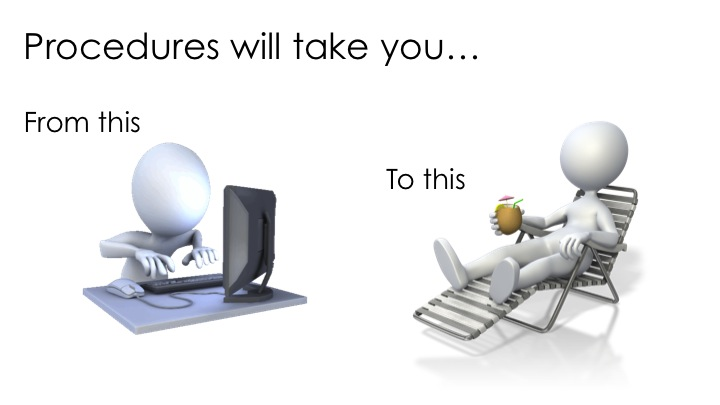 Procedures will take you…
From this
To this